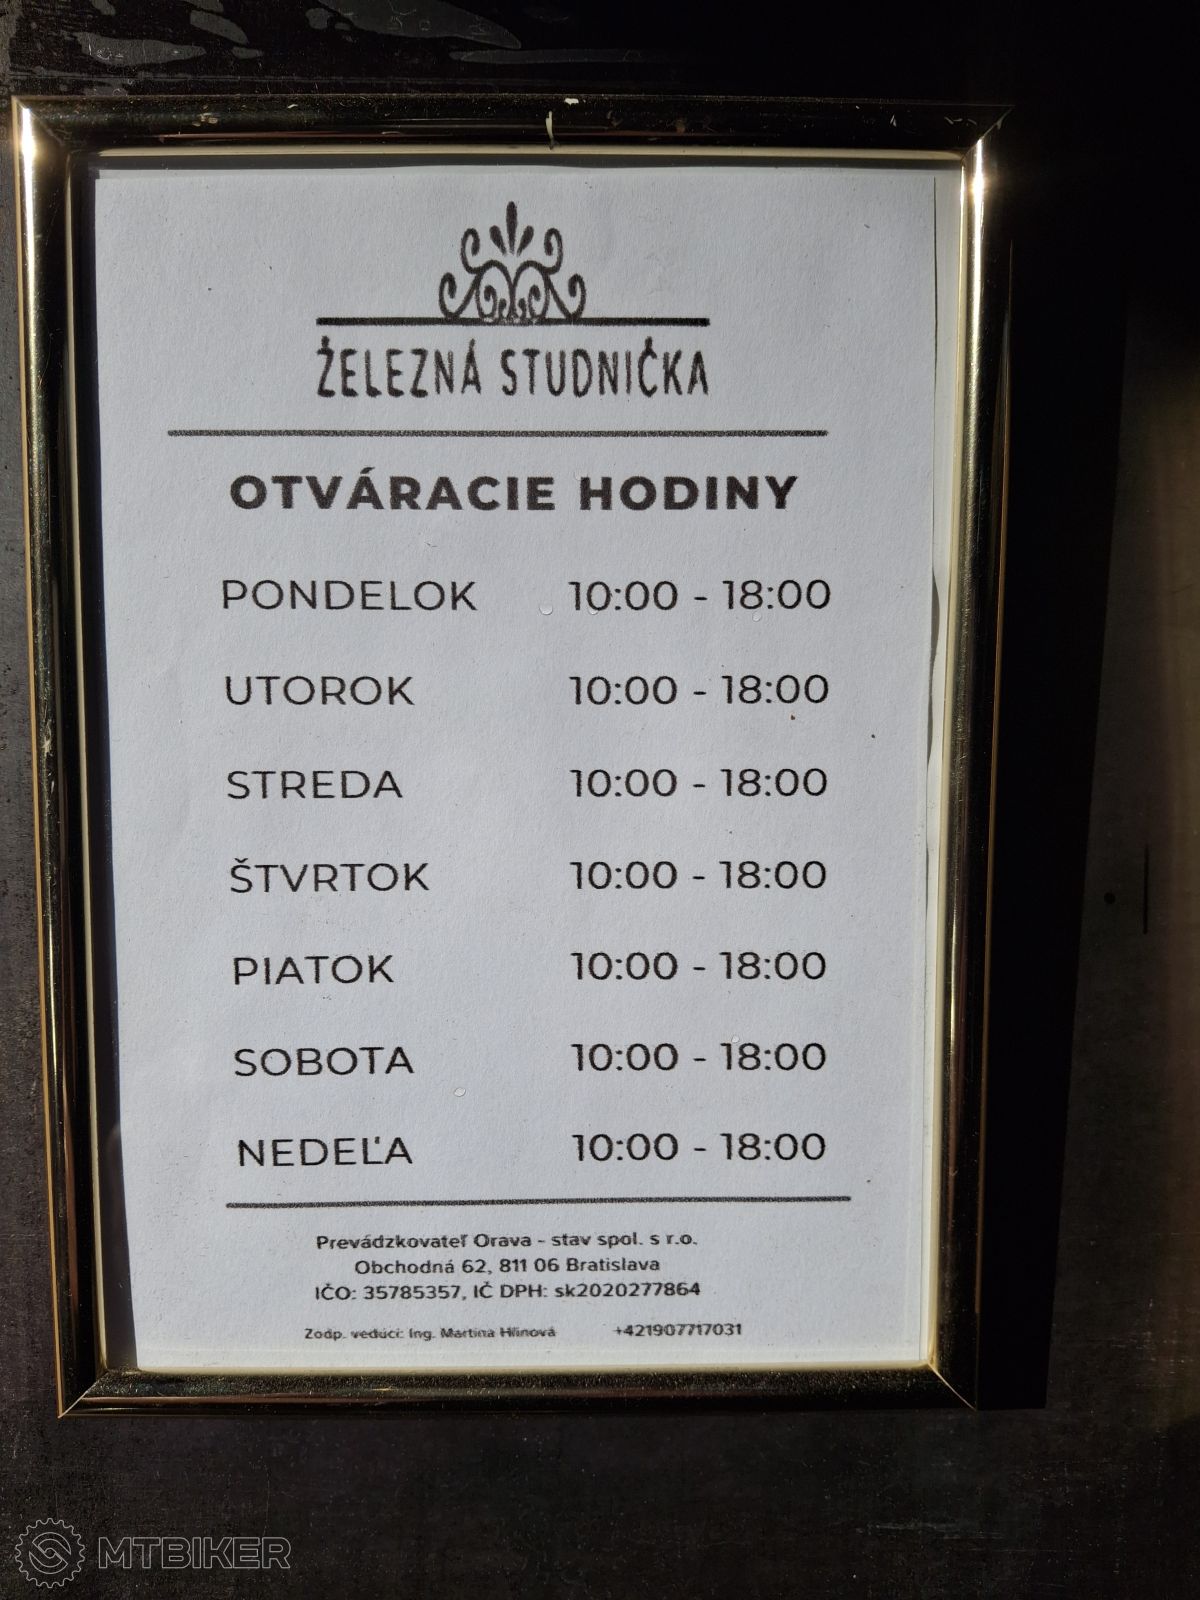 ŽELEZNÁ STUDNIČKA
OTVÁRACIE HODINY
PONDELOK 10:00 - 18:00
UTOROK 10:00 - 18:00
STREDA 10:00 - 18:00
ŠTVRTOK 10:00 - 18:00
PIATOK 10:00 - 18:00
SOBOTA 10:00 - 18:00
NEDEĽA 10:00 - 18:00
Prevádzkovateľ Orava - stav spol. s r.o.
Obchodná 62, 811 06 Bratislava
IČO: 35785357, IČ DPH: sk2020277864
Zodp. vedúci: Ing. Martina Hlinová +421907717031
MTBIKER